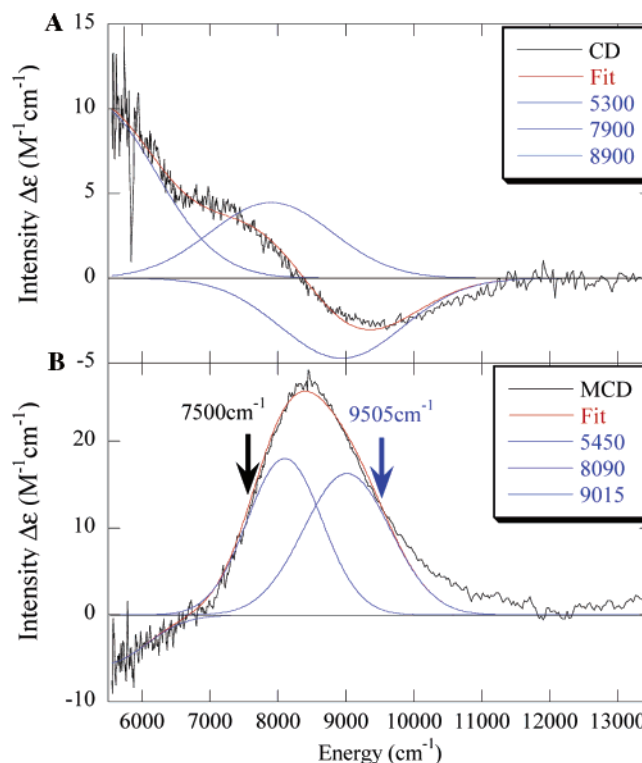 A
15
10
5
0
-5
Intensity Δε (M⁻¹cm⁻¹)
CD
Fit
5300
7900
8900
B
20
10
0
-10
Intensity Δε (M⁻¹cm⁻¹)
7500cm⁻¹
9505cm⁻¹
MCD
Fit
5450
8090
9015
6000 7000 8000 9000 10000 11000 12000 13000
Energy (cm⁻¹)